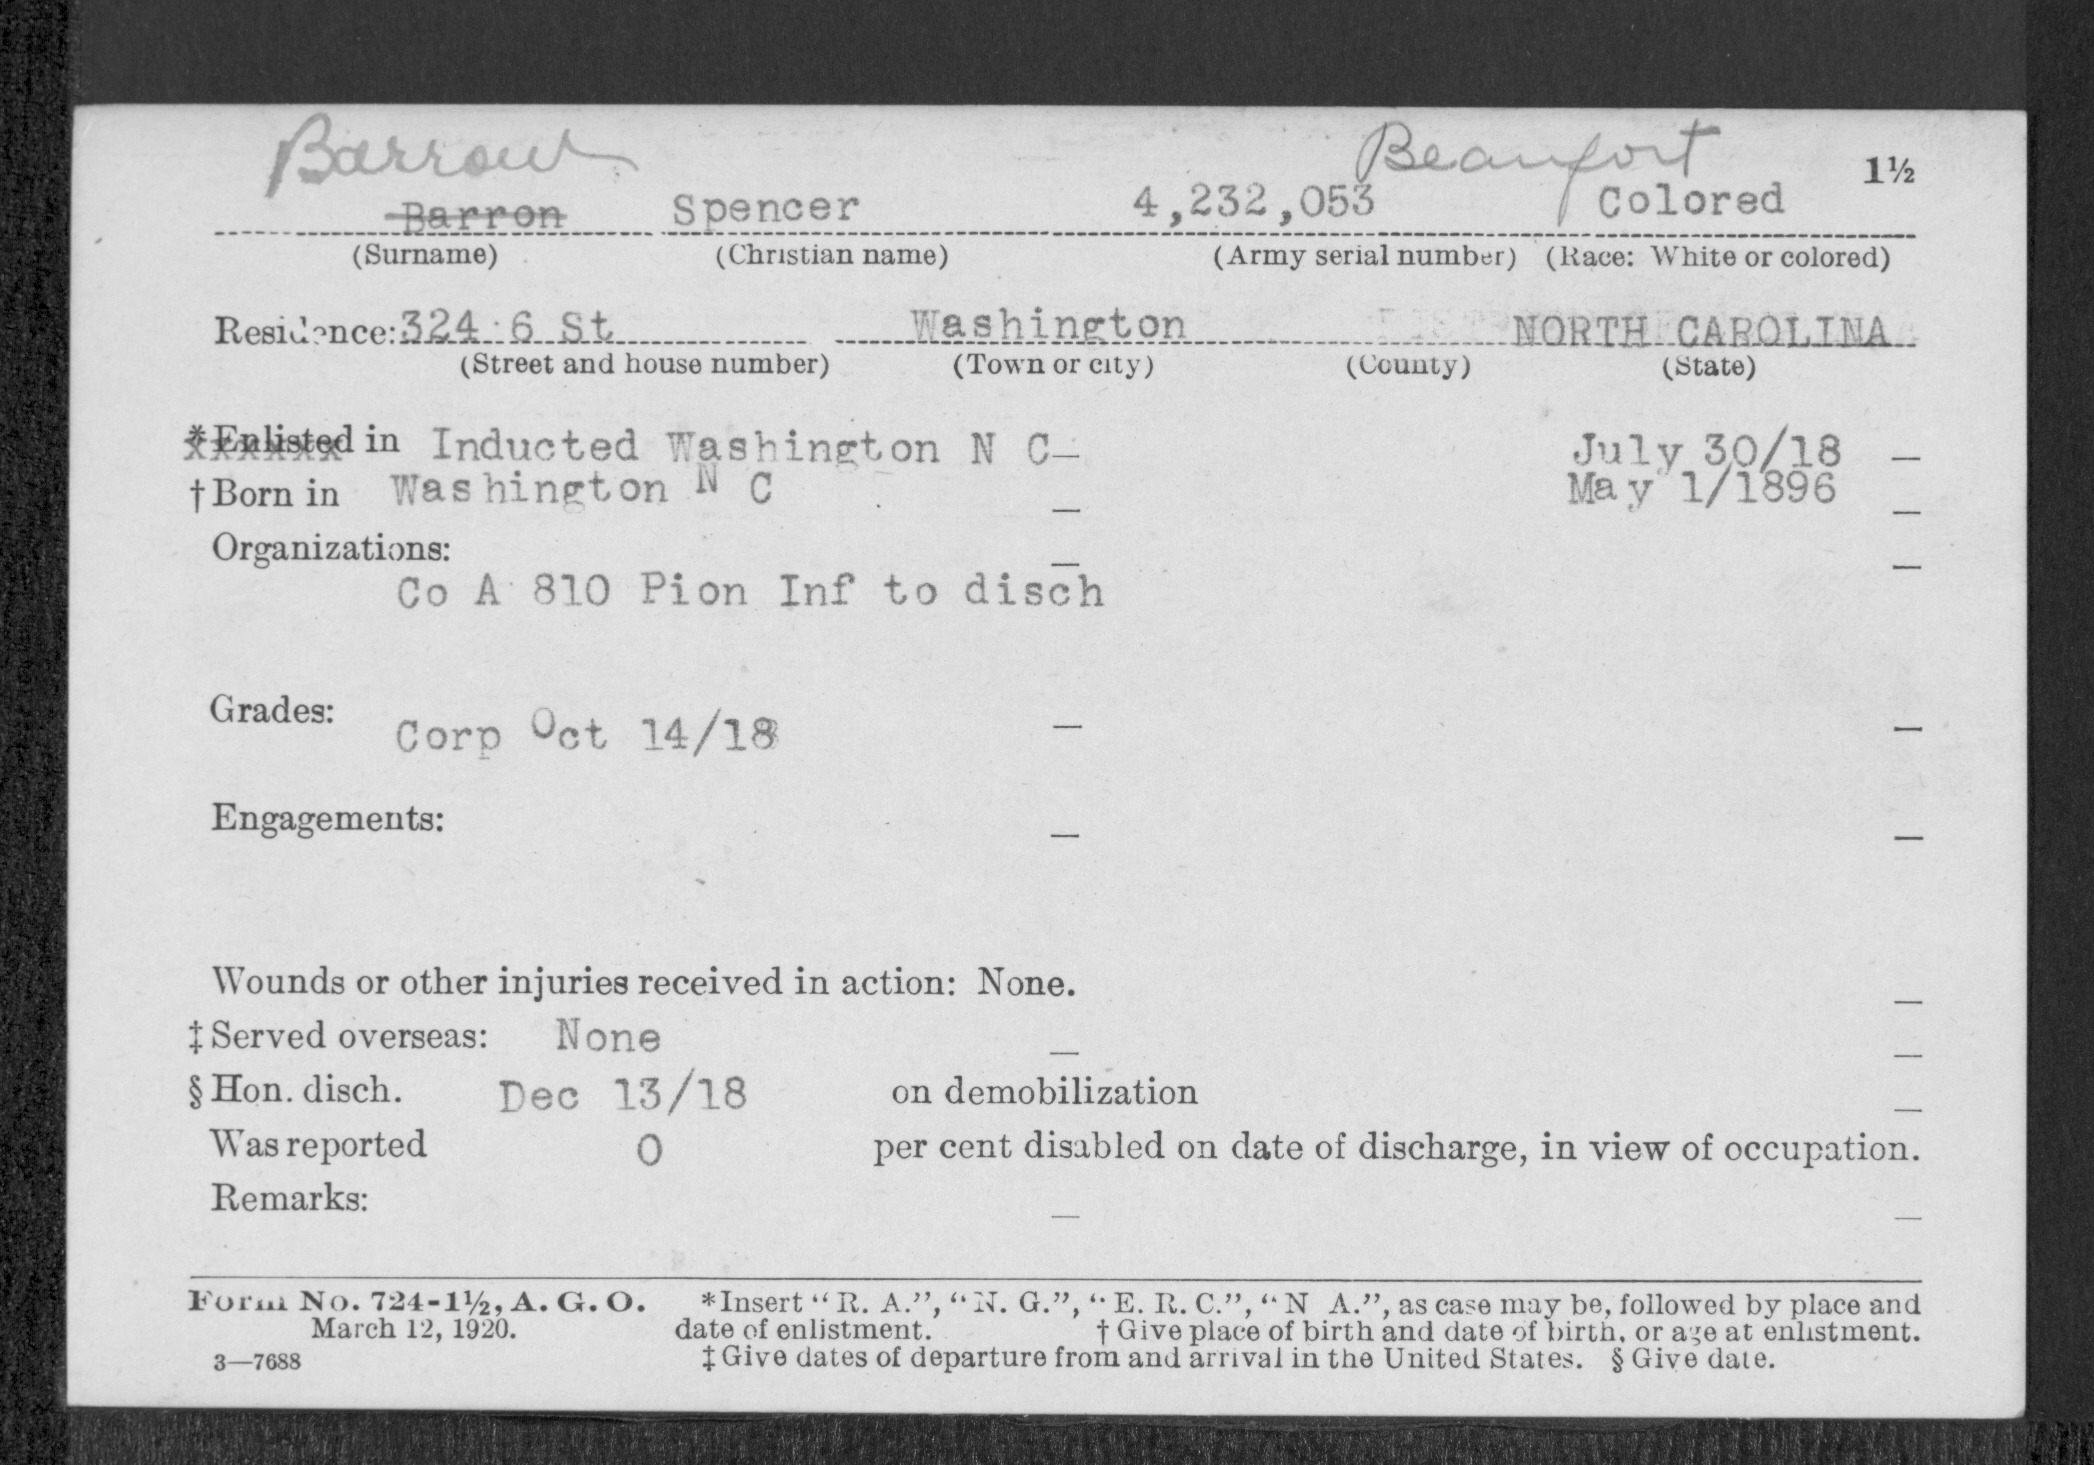 Barrow Beaufort 1½
Barron Spencer 4,232,053 Colored
(Surname) (Christian name) (Army serial number) (Race: White or colored)
Residence: 324 6 St Washington NORTH CAROLINA
(Street and house number) (Town or city) (County) (State)
*Enlisted in Inducted Washington N C — July 30/18 —
†Born in Washington N C — May 1/1896 —
Organizations: — —
Co A 810 Pion Inf to disch
Grades: — —
Corp Oct 14/18
Engagements: — —
Wounds or other injuries received in action: None. —
‡Served overseas: None — —
§Hon. disch. Dec 13/18 on demobilization —
Was reported 0 per cent disabled on date of discharge, in view of occupation.
Remarks: — —
Form No. 724-1½, A. G. O. *Insert “R. A.”, “N. G.”, “E. R. C.”, “N A.”, as case may be, followed by place and
March 12, 1920. date of enlistment. †Give place of birth and date of birth, or age at enlistment.
3—7688 ‡Give dates of departure from and arrival in the United States. §Give date.